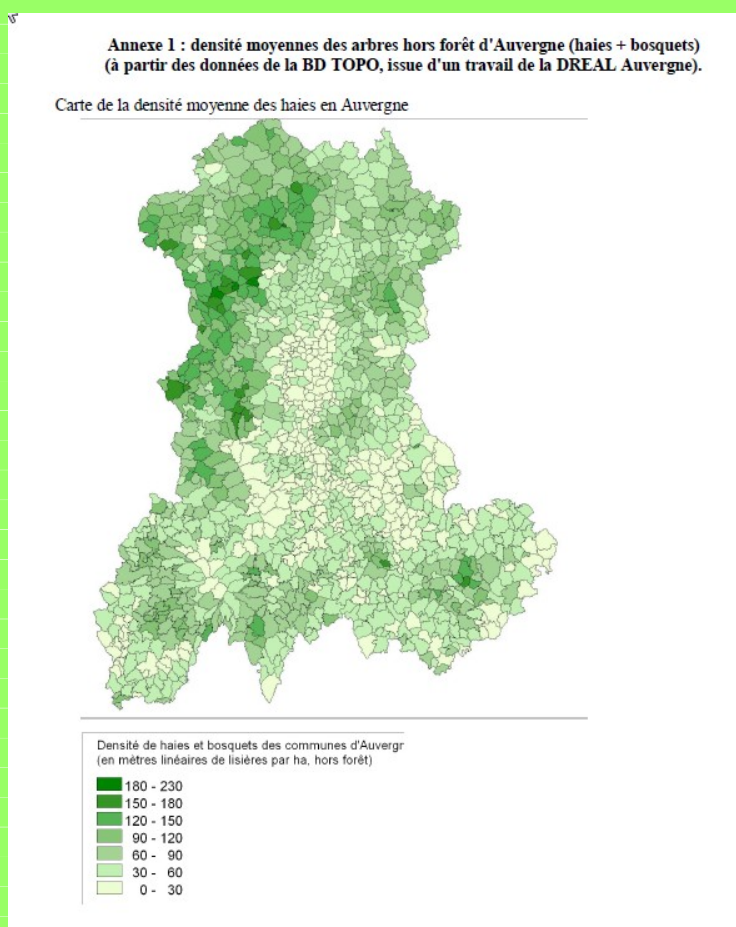 Annexe 1 : densité moyennes des arbres hors forêt d'Auvergne (haies + bosquets)
(à partir des données de la BD TOPO, issue d'un travail de la DREAL Auvergne).
Carte de la densité moyenne des haies en Auvergne
Densité de haies et bosquets des communes d'Auvergr
(en mètres linéaires de lisières par ha, hors forêt)
180 - 230
150 - 180
120 - 150
90 - 120
60 - 90
30 - 60
0 - 30